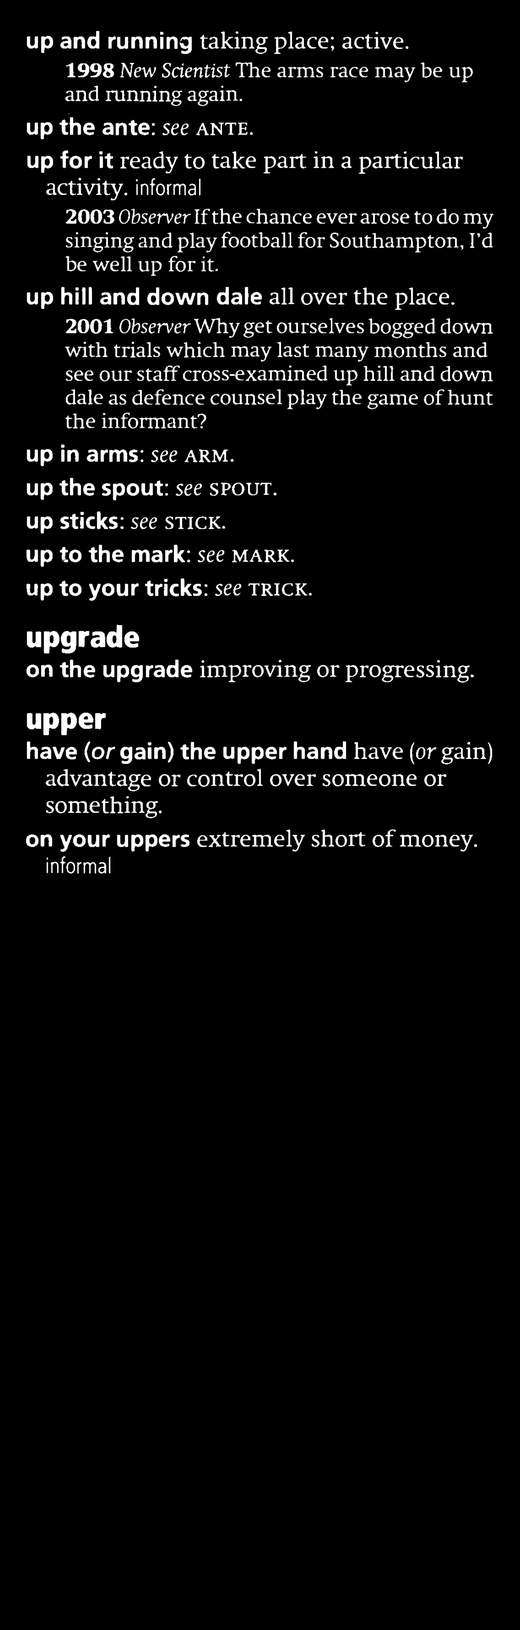 up and running taking place; active.
1998 New Scientist The arms race may be up
and running again.
up the ante: see ANTE.
up for it ready to take part in a particular
activity. informal
2003 Observer If the chance ever arose to do my
singing and play football for Southampton, I'd
be well up for it.
up hill and down dale all over the place.
2001 Observer Why get ourselves bogged down
with trials which may last many months and
see our staff cross-examined up hill and down
dale as defence counsel play the game of hunt
the informant?
up in arms: see ARM.
up the spout: see SPOUT.
up sticks: see STICK.
up to the mark: see MARK.
up to your tricks: see TRICK.
upgrade
on the upgrade improving or progressing.
upper
have (or gain) the upper hand have (or gain)
advantage or control over someone or
something.
on your uppers extremely short of money.
informal